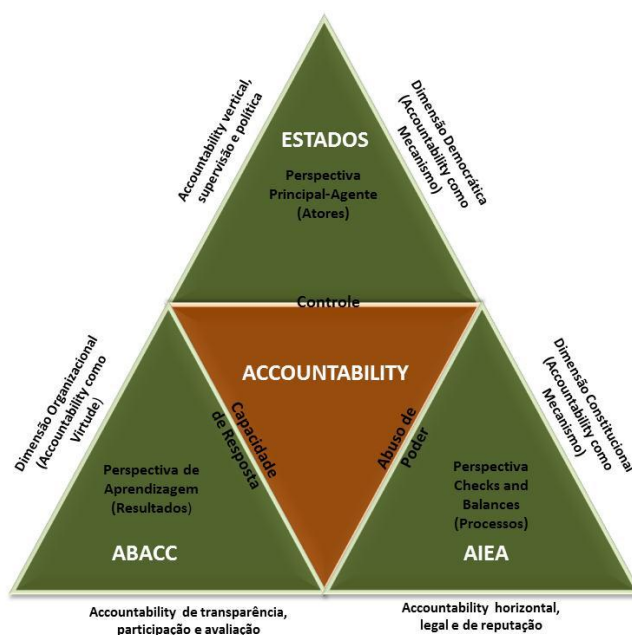 Accountability vertical,
supervisão e política
Dimensão Democrática
(Accountability como
Mecanismo)
ESTADOS
Perspectiva
Principal-Agente
(Atores)
Controle
ACCOUNTABILITY
Capacidade
de Resposta
Abuso de
Poder
Dimensão Organizacional
(Accountability como
Virtude)
Perspectiva de
Aprendizagem
(Resultados)
ABACC
Dimensão Constitucional
(Accountability como
Mecanismo)
Perspectiva
Checks and
Balances
(Processos)
AIEA
Accountability de transparência,
participação e avaliação
Accountability horizontal,
legal e de reputação